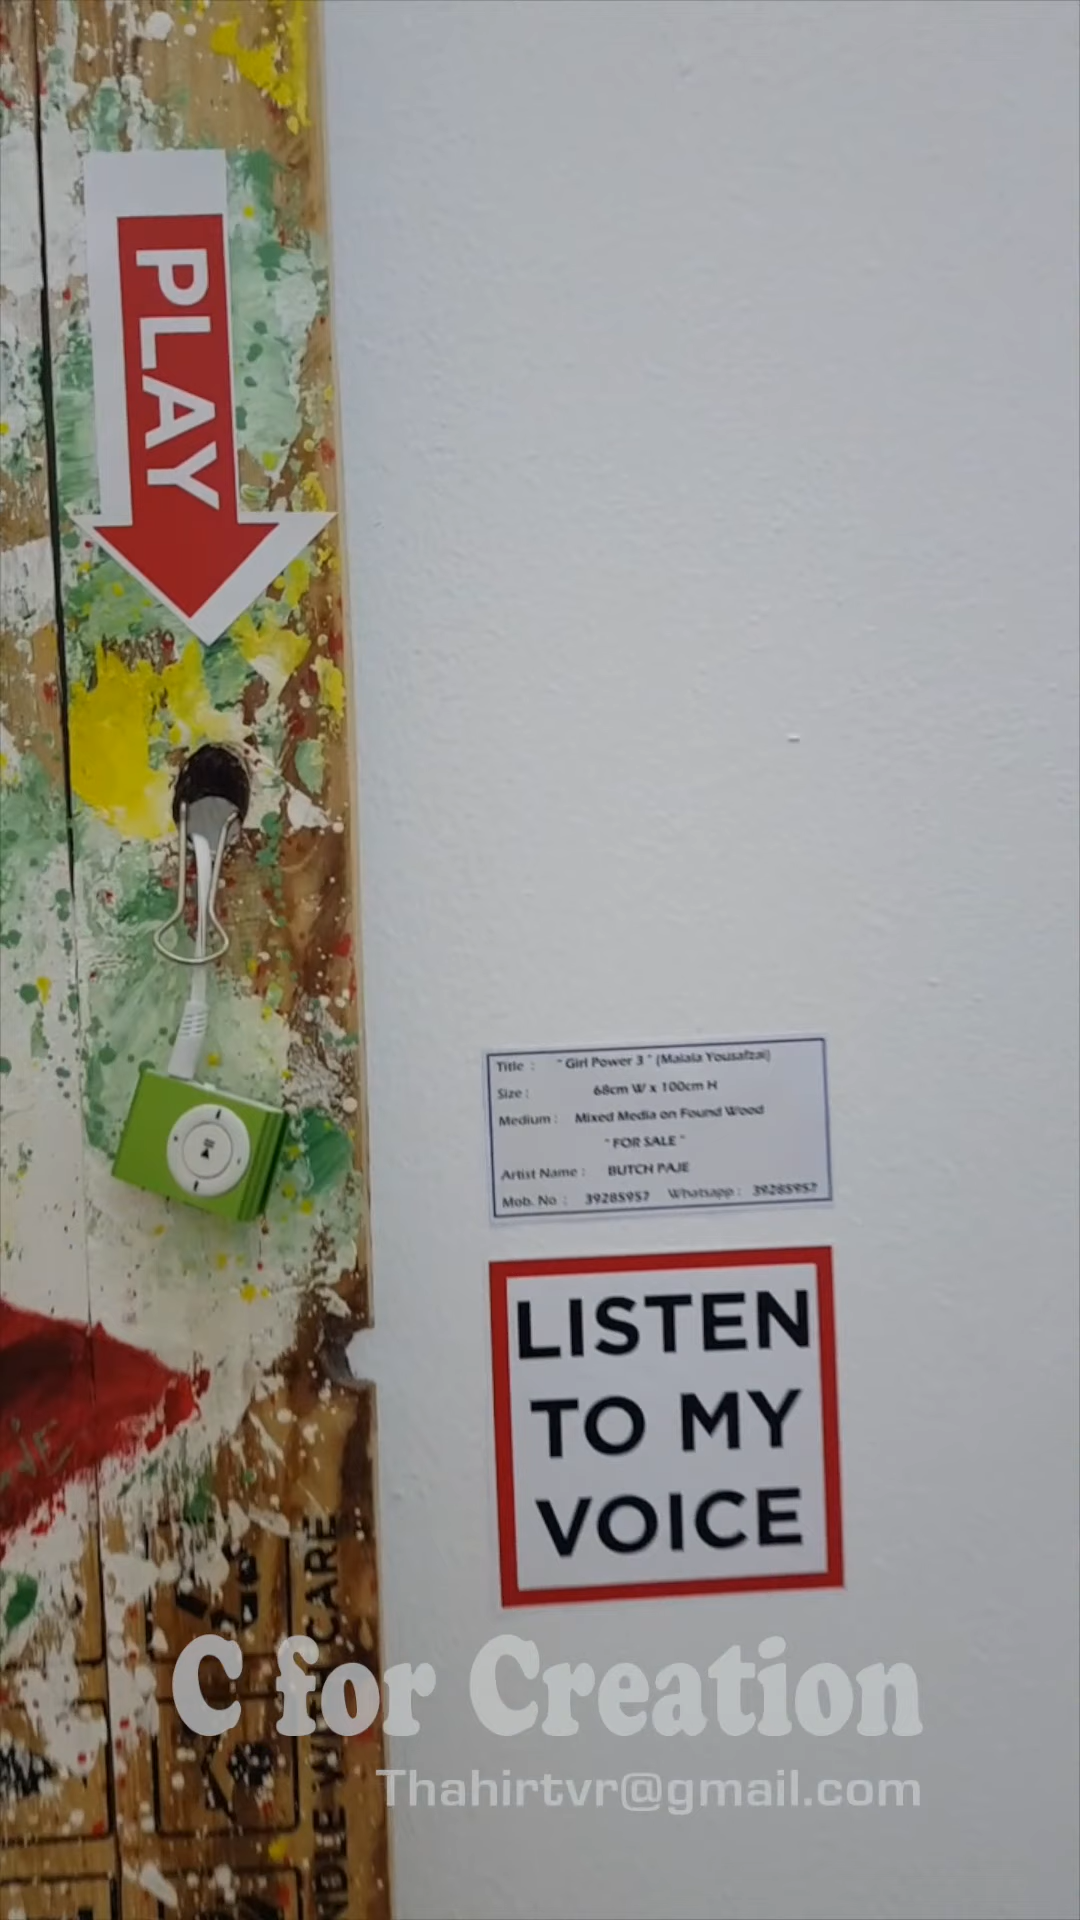 PLAY
Title : " Girl Power 3 " (Malala Yousafzai)
Size : 68cm W x 100cm H
Medium : Mixed Media on Found Wood
" FOR SALE "
Artist Name : BUTCH PAJE
Mob. No : 39285957 Whatsapp : 39285957
LISTEN
TO MY
VOICE
CARE
C for Creation
Thahirtvr@gmail.com